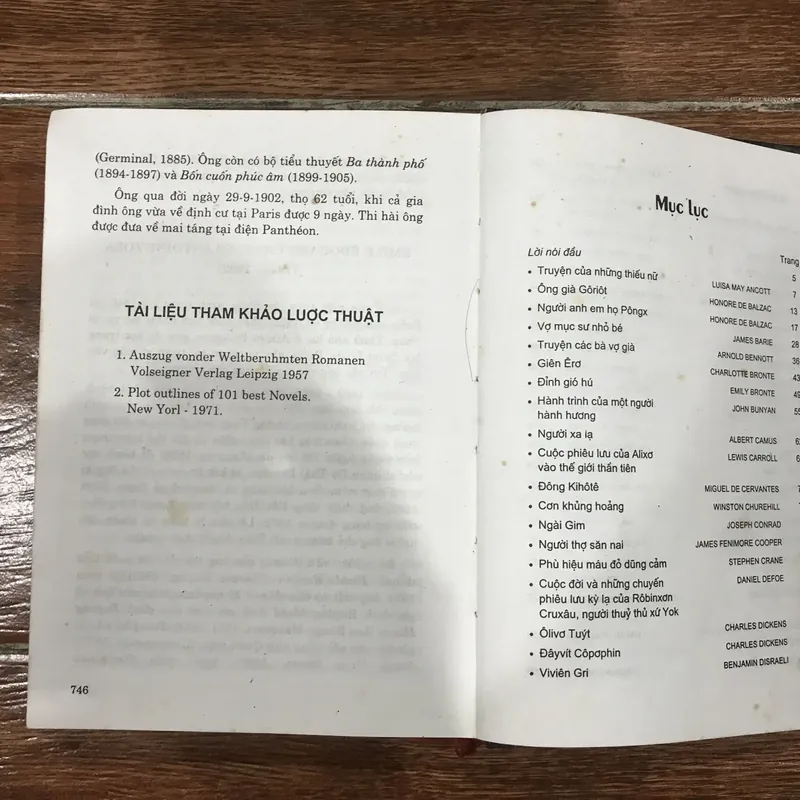 (Germinal, 1885). Ông còn có bộ tiểu thuyết Ba thành phố
(1894-1897) và Bốn cuốn phúc âm (1899-1905).
Ông qua đời ngày 29-9-1902, thọ 62 tuổi, khi cả gia
đình ông vừa về định cư tại Paris được 9 ngày. Thi hài ông
được đưa về mai táng tại điện Panthéon.
TÀI LIỆU THAM KHẢO LUỢC THUẬT
1. Auszug vonder Weltberuhmten Romanen
Volseigner Verlag Leipzig 1957
2. Plot outlines of 101 best Novels.
New Yorl - 1971.
746
Mục lục
Trang
Lời nói đầu 5
• Truyện của những thiếu nữ LUISA MAY ANCOTT 7
• Ông già Gôriôt HONORE DE BALZAC 13
• Người anh em họ Pôngx HONORE DE BALZAC 17
• Vợ mục sư nhỏ bé JAMES BARIE 28
• Truyện các bà vợ già ARNOLD BENNOTT 36
• Giên Êrơ CHARLOTTE BRONTE 43
• Đỉnh gió hú EMILY BRONTE 49
• Hành trình của một người
hành hương JOHN BUNYAN 55
• Người xa lạ ALBERT CAMUS
• Cuộc phiêu lưu của Alixơ
vào thế giới thần tiên LEWIS CARROLL
• Đông Kihôtê MIGUEL DE CERVANTES
• Cơn khủng hoảng WINSTON CHUREHILL
• Ngài Gim JOSEPH CONRAD
• Người thợ săn nai JAMES FENIMORE COOPER
• Phù hiệu máu đỏ dũng cảm STEPHEN CRANE
• Cuộc đời và những chuyến
phiêu lưu kỳ lạ của Rôbinxơn
Cruxâu, người thuỷ thủ xứ Yok DANIEL DEFOE
• Ôlivơ Tuýt CHARLES DICKENS
• Đâyvít Côpơphin CHARLES DICKENS
• Viviên Gri BENJAMIN DISRAELI